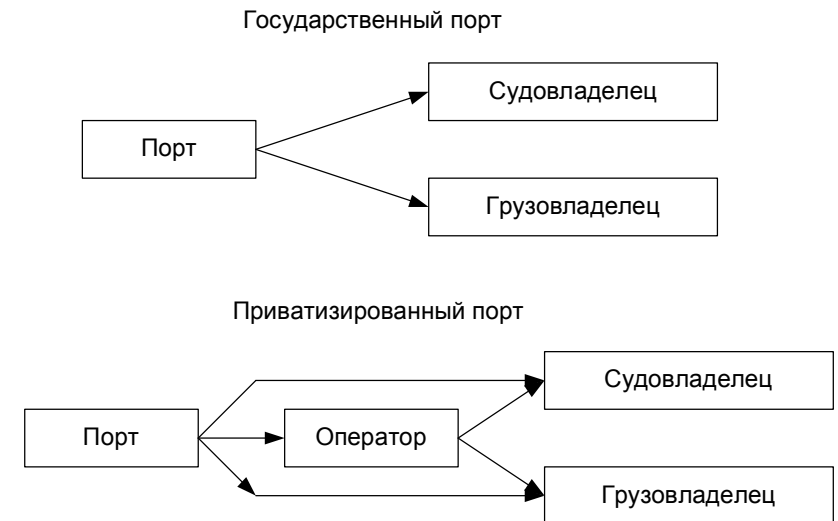 Государственный порт
Судовладелец
Порт
Грузовладелец
Приватизированный порт
Судовладелец
Порт
Оператор
Грузовладелец